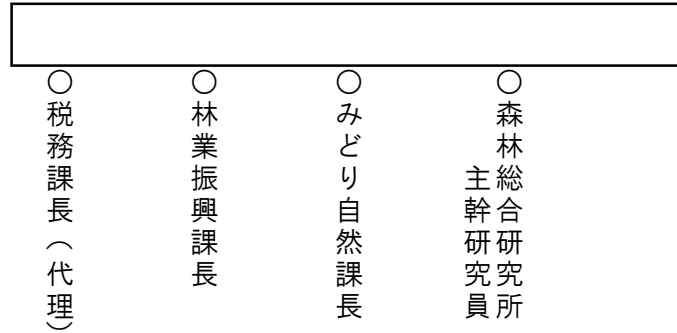 ○森林総合研究所
主幹研究員
○みどり自然課長
○林業振興課長
○税務課長（代理）